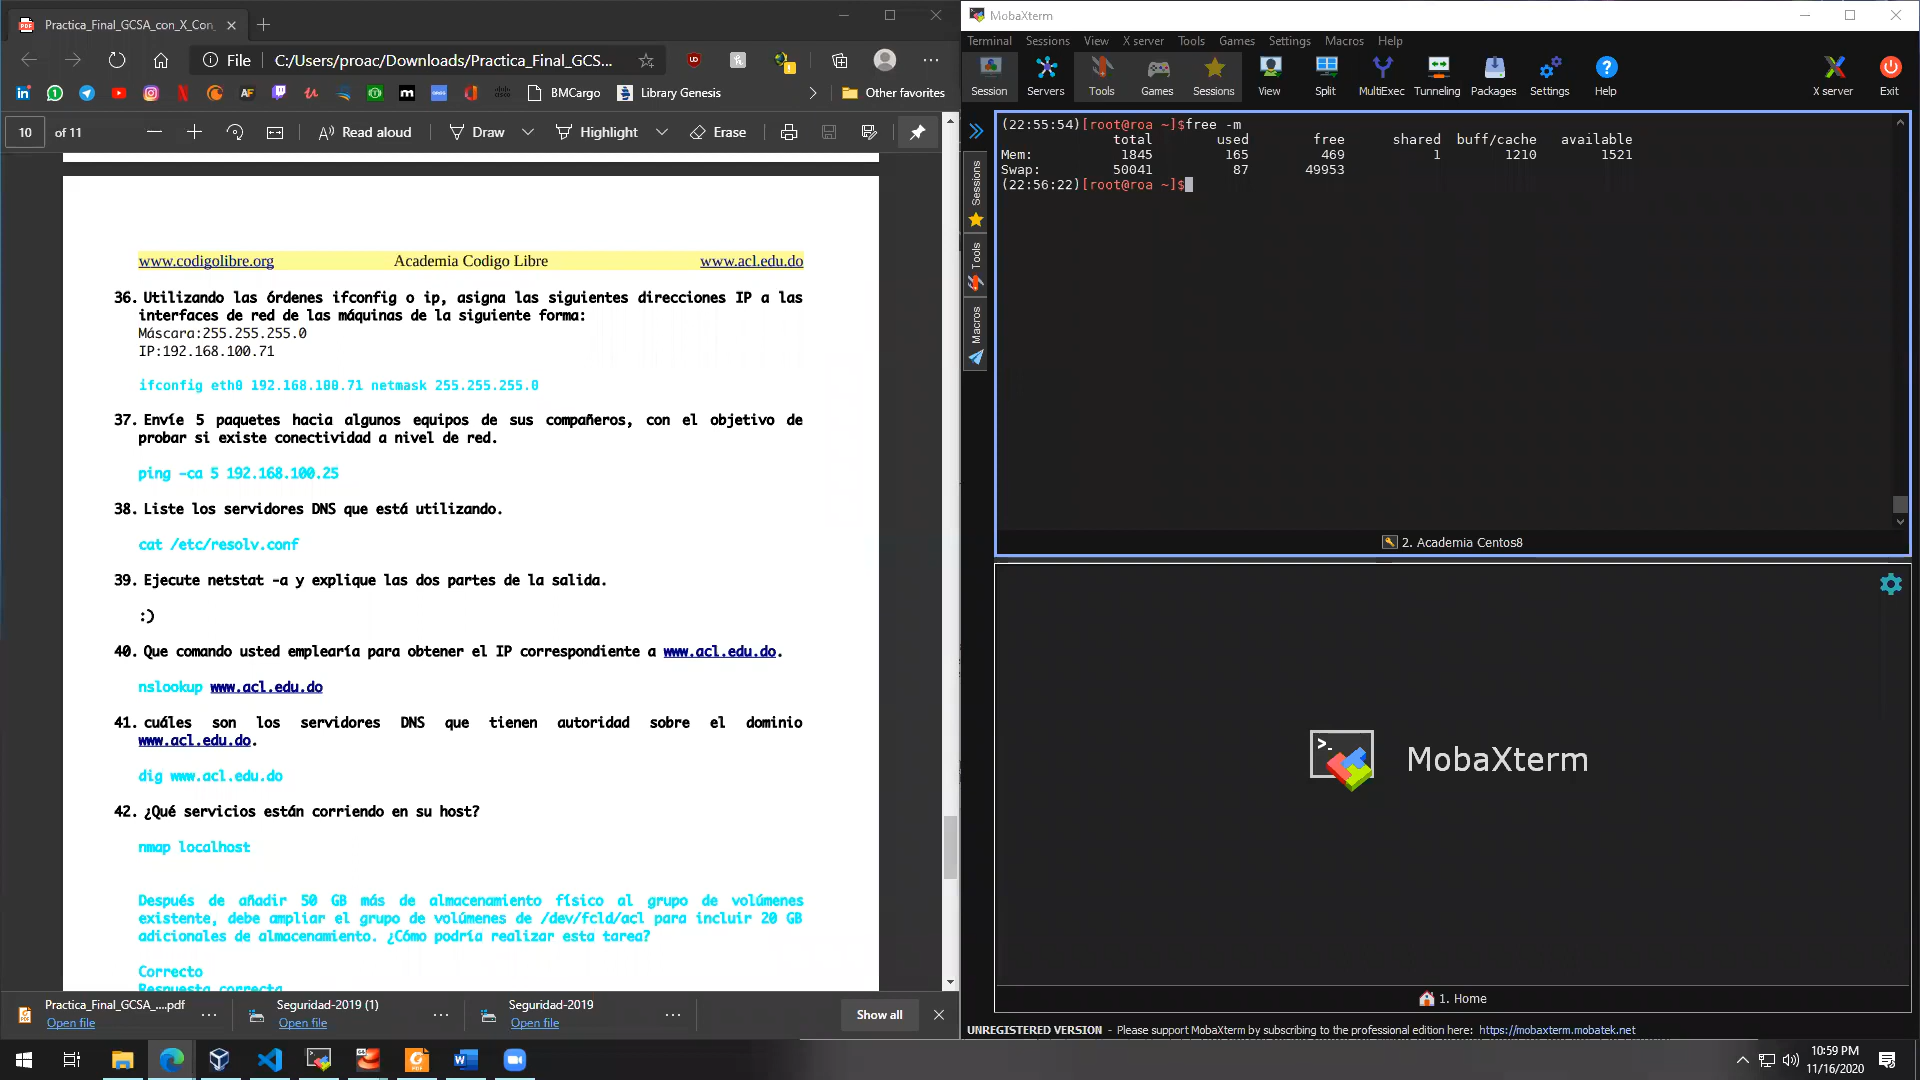 Practica_Final_GCSA_con_X_Con
File
C:/Users/proac/Downloads/Practica_Final_GCS...
BMCargo
Library Genesis
Other favorites
10 of 11
Read aloud
Draw
Highlight
Erase
www.codigolibre.org Academia Codigo Libre www.acl.edu.do
36. Utilizando las órdenes ifconfig o ip, asigna las siguientes direcciones IP a las
interfaces de red de las máquinas de la siguiente forma:
Máscara:255.255.255.0
IP:192.168.100.71
ifconfig eth0 192.168.100.71 netmask 255.255.255.0
37. Envíe 5 paquetes hacia algunos equipos de sus compañeros, con el objetivo de
probar si existe conectividad a nivel de red.
ping -ca 5 192.168.100.25
38. Liste los servidores DNS que está utilizando.
cat /etc/resolv.conf
39. Ejecute netstat -a y explique las dos partes de la salida.
:)
40. Que comando usted emplearía para obtener el IP correspondiente a www.acl.edu.do.
nslookup www.acl.edu.do
41. cuáles son los servidores DNS que tienen autoridad sobre el dominio
www.acl.edu.do.
dig www.acl.edu.do
42. ¿Qué servicios están corriendo en su host?
nmap localhost
Después de añadir 50 GB más de almacenamiento físico al grupo de volúmenes
existente, debe ampliar el grupo de volúmenes de /dev/fcld/acl para incluir 20 GB
adicionales de almacenamiento. ¿Cómo podría realizar esta tarea?
Correcto
Respuesta correcta
Practica_Final_GCSA_....pdf
Open file
Seguridad-2019 (1)
Open file
Seguridad-2019
Open file
Show all
MobaXterm
Terminal Sessions View X server Tools Games Settings Macros Help
Session Servers Tools Games Sessions View Split MultiExec Tunneling Packages Settings Help X server Exit
Sessions
Tools
Macros
(22:55:54)[root@roa ~]$free -m
total used free shared buff/cache available
Mem: 1845 165 469 1 1210 1521
Swap: 50041 87 49953
(22:56:22)[root@roa ~]$
2. Academia Centos8
MobaXterm
1. Home
UNREGISTERED VERSION - Please support MobaXterm by subscribing to the professional edition here: https://mobaxterm.mobatek.net
10:59 PM
11/16/2020